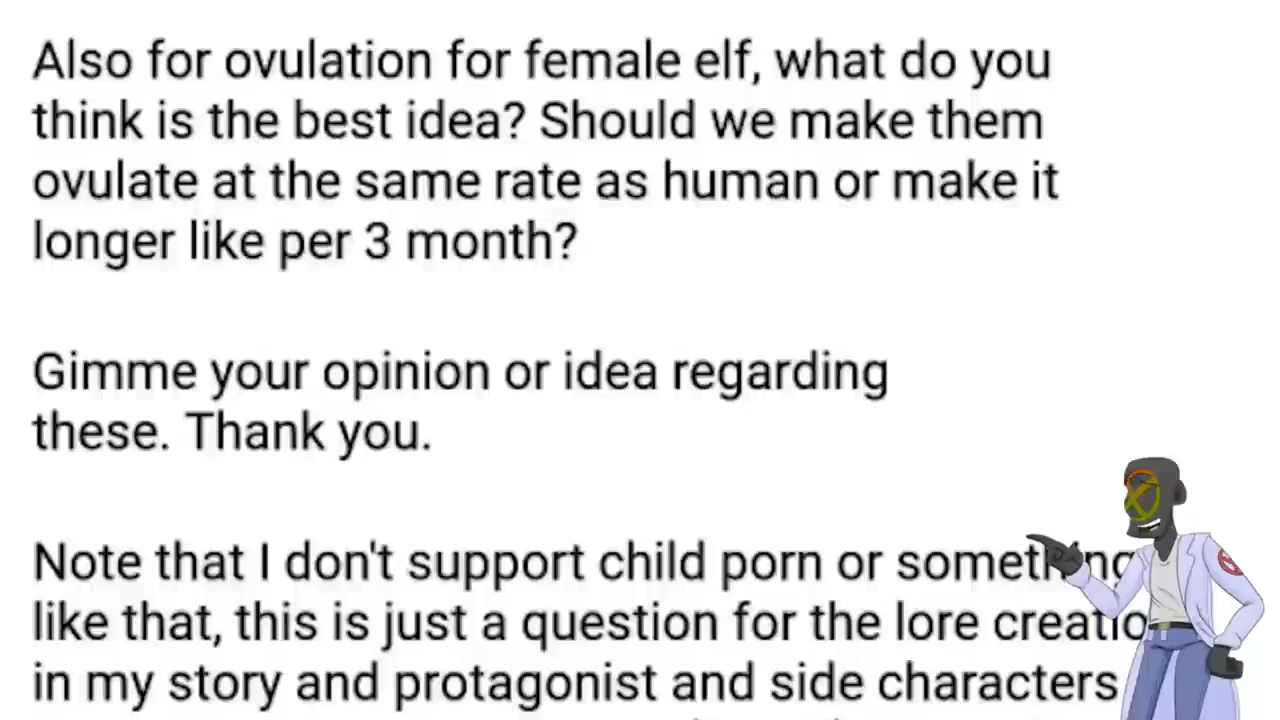 Also for ovulation for female elf, what do you
think is the best idea? Should we make them
ovulate at the same rate as human or make it
longer like per 3 month?
Gimme your opinion or idea regarding
these. Thank you.
Note that I don't support child porn or something
like that, this is just a question for the lore creation
in my story and protagonist and side characters